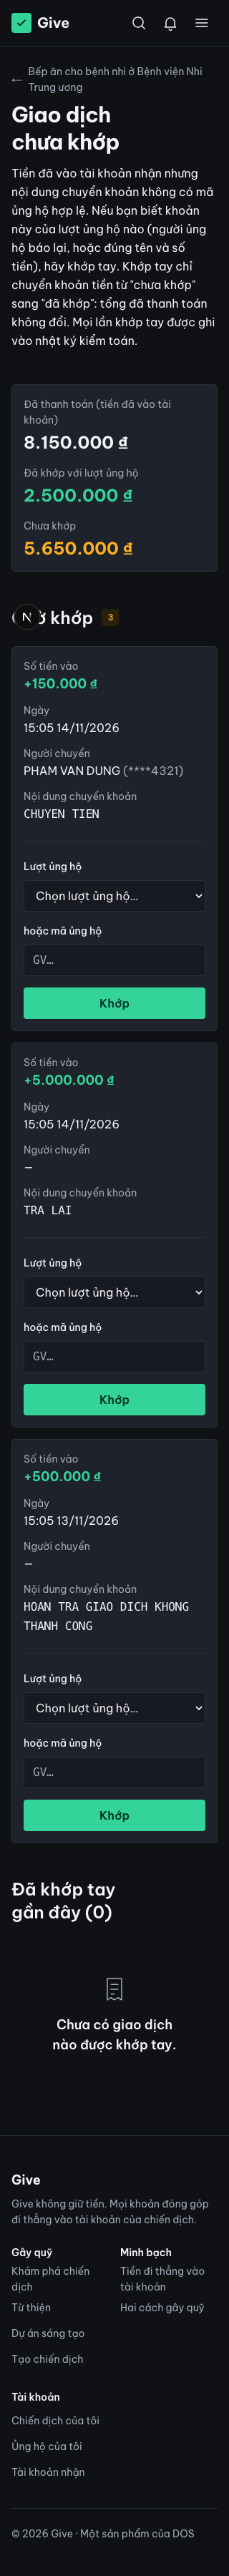 Give
← Bếp ăn cho bệnh nhi ở Bệnh viện Nhi
Trung ương
Giao dịch
chưa khớp
Tiền đã vào tài khoản nhận nhưng
nội dung chuyển khoản không có mã
ủng hộ hợp lệ. Nếu bạn biết khoản
này của lượt ủng hộ nào (người ủng
hộ báo lại, hoặc đúng tên và số
tiền), hãy khớp tay. Khớp tay chỉ
chuyển khoản tiền từ "chưa khớp"
sang "đã khớp": tổng đã thanh toán
không đổi. Mọi lần khớp tay được ghi
vào nhật ký kiểm toán.
Đã thanh toán (tiền đã vào tài
khoản)
8.150.000 ₫
Đã khớp với lượt ủng hộ
2.500.000 ₫
Chưa khớp
5.650.000 ₫
N
khớp 3
Số tiền vào
+150.000 ₫
Ngày
15:05 14/11/2026
Người chuyển
PHAM VAN DUNG (****4321)
Nội dung chuyển khoản
CHUYEN TIEN
Lượt ủng hộ
Chọn lượt ủng hộ...
hoặc mã ủng hộ
GV…
Khớp
Số tiền vào
+5.000.000 ₫
Ngày
15:05 14/11/2026
Người chuyển
—
Nội dung chuyển khoản
TRA LAI
Lượt ủng hộ
Chọn lượt ủng hộ...
hoặc mã ủng hộ
GV…
Khớp
Số tiền vào
+500.000 ₫
Ngày
15:05 13/11/2026
Người chuyển
—
Nội dung chuyển khoản
HOAN TRA GIAO DICH KHONG
THANH CONG
Lượt ủng hộ
Chọn lượt ủng hộ...
hoặc mã ủng hộ
GV…
Khớp
Đã khớp tay
gần đây (0)
Chưa có giao dịch
nào được khớp tay.
Give
Give không giữ tiền. Mọi khoản đóng góp
đi thẳng vào tài khoản của chiến dịch.
Gây quỹ
Khám phá chiến
dịch
Từ thiện
Dự án sáng tạo
Tạo chiến dịch
Minh bạch
Tiền đi thẳng vào
tài khoản
Hai cách gây quỹ
Tài khoản
Chiến dịch của tôi
Ủng hộ của tôi
Tài khoản nhận
© 2026 Give · Một sản phẩm của DOS